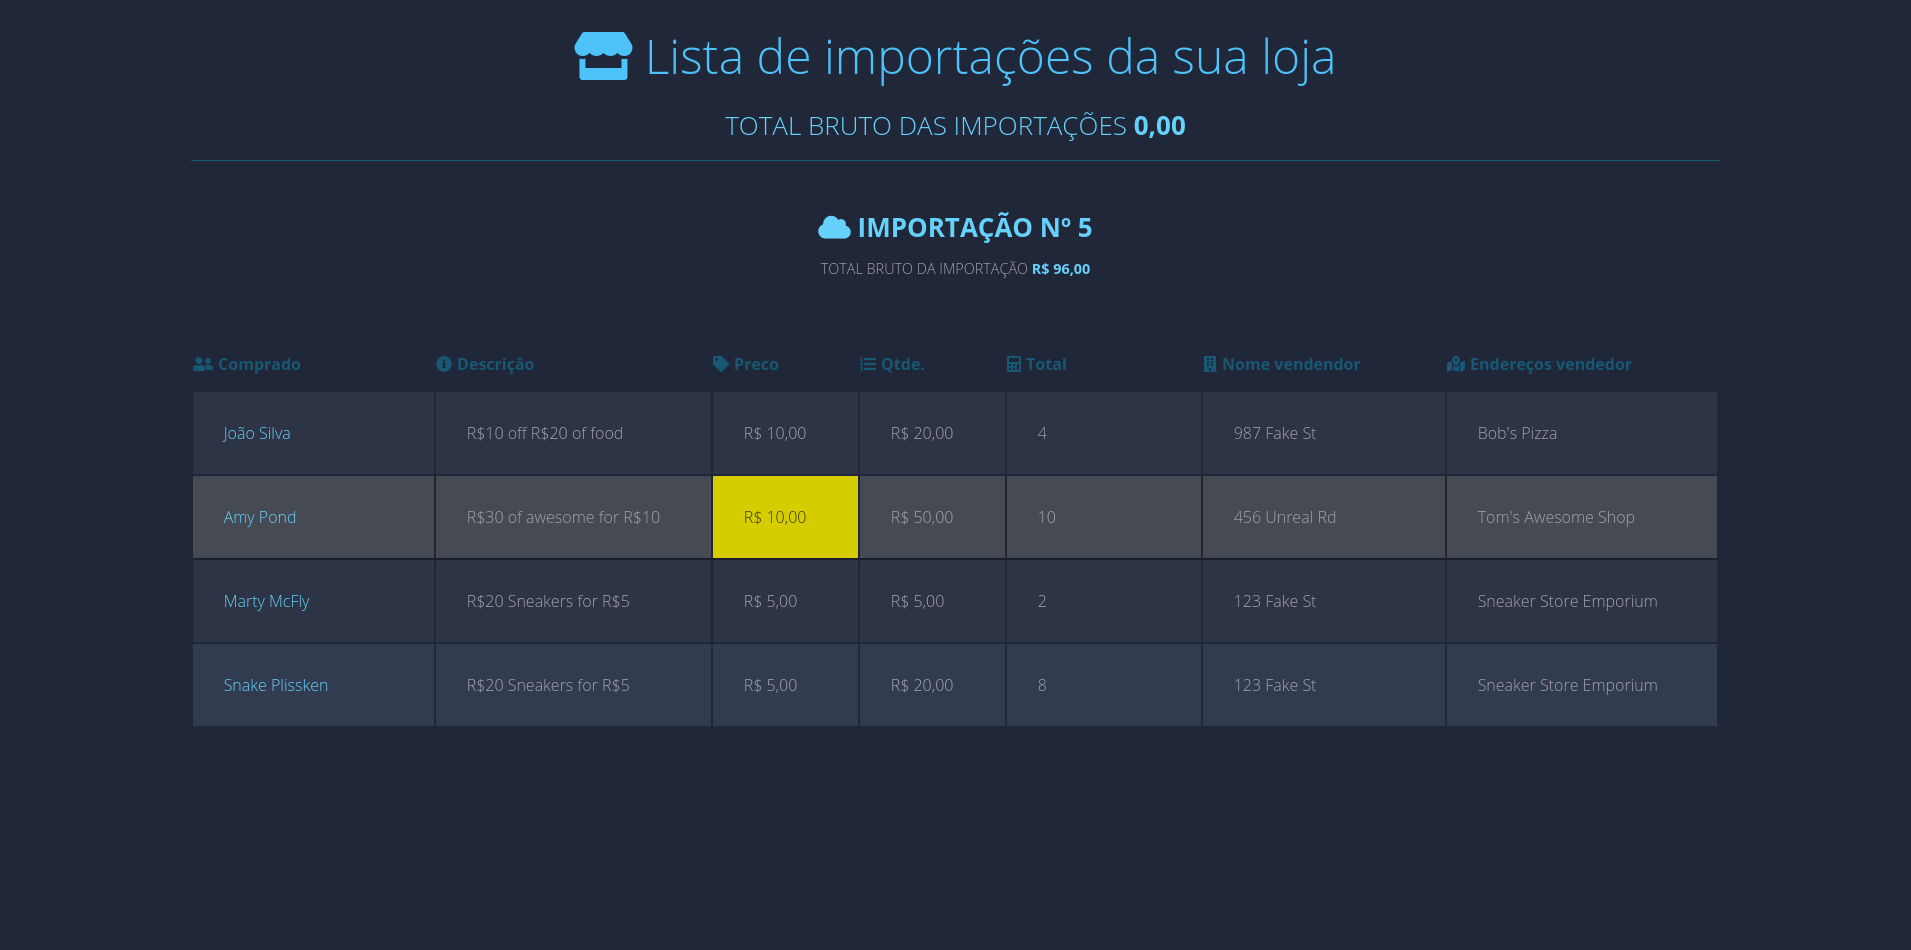 Lista de importações da sua loja
TOTAL BRUTO DAS IMPORTAÇÕES 0,00
IMPORTAÇÃO Nº 5
TOTAL BRUTO DA IMPORTAÇÃO R$ 96,00
Comprado Descrição Preco Qtde. Total Nome vendendor Endereços vendedor
João Silva R$10 off R$20 of food R$ 10,00 R$ 20,00 4 987 Fake St Bob's Pizza
Amy Pond R$30 of awesome for R$10 R$ 10,00 R$ 50,00 10 456 Unreal Rd Tom's Awesome Shop
Marty McFly R$20 Sneakers for R$5 R$ 5,00 R$ 5,00 2 123 Fake St Sneaker Store Emporium
Snake Plissken R$20 Sneakers for R$5 R$ 5,00 R$ 20,00 8 123 Fake St Sneaker Store Emporium